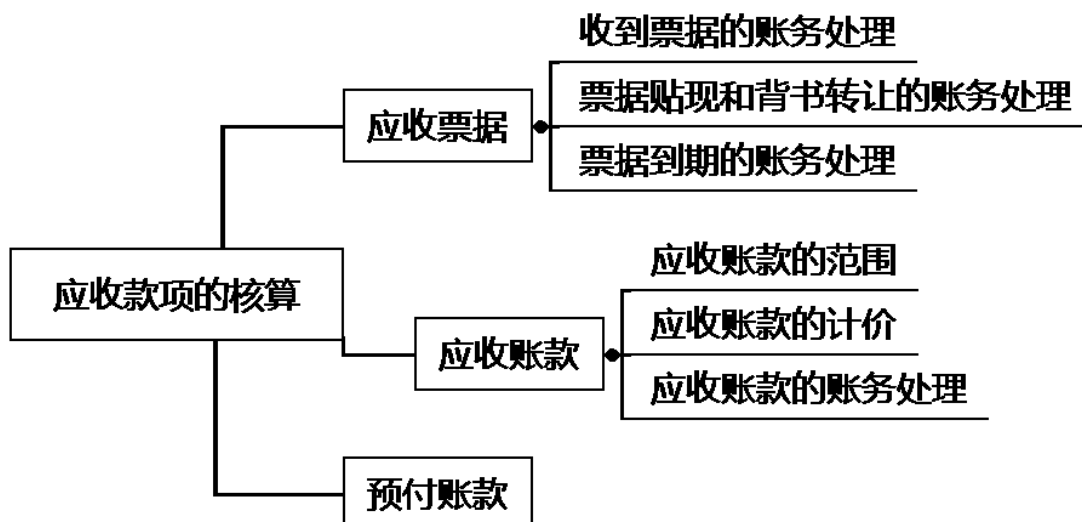 收到票据的账务处理
票据贴现和背书转让的账务处理
应收票据
票据到期的账务处理
应收款项的核算
应收账款的范围
应收账款的计价
应收账款
应收账款的账务处理
预付账款